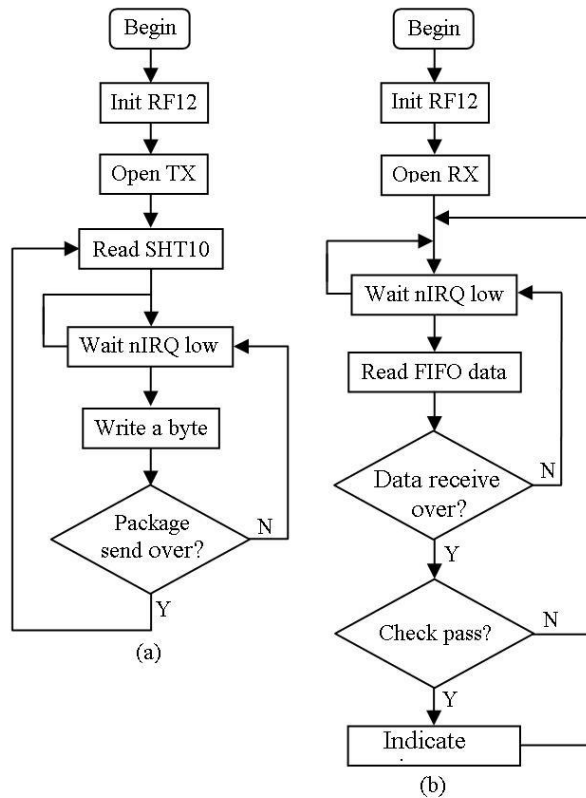 Begin
Init RF12
Open TX
Read SHT10
Wait nIRQ low
Write a byte
Package
send over?
N
Y
(a)
Begin
Init RF12
Open RX
Wait nIRQ low
Read FIFO data
Data receive
over?
N
Y
Check pass?
N
Y
Indicate
(b)